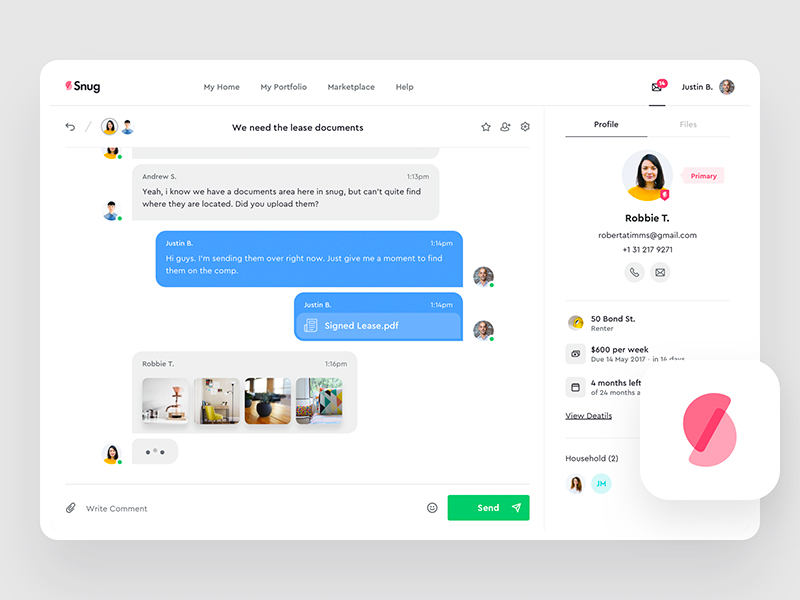 Snug
My Home
My Portfolio
Marketplace
Help
14
Justin B.
We need the lease documents
Andrew S.
1:13pm
Yeah, i know we have a documents area here in snug, but can't quite find
where they are located. Did you upload them?
Justin B.
1:14pm
Hi guys. I'm sending them over right now. Just give me a moment to find
them on the comp.
Justin B.
1:14pm
Signed Lease.pdf
Robbie T.
1:16pm
Write Comment
Send
Profile
Files
Primary
Robbie T.
robertatimms@gmail.com
+1 31 217 9271
50 Bond St.
Renter
$600 per week
Due 14 May 2017 · in 14 days
4 months left
of 24 months
View Deatils
Household (2)
JM